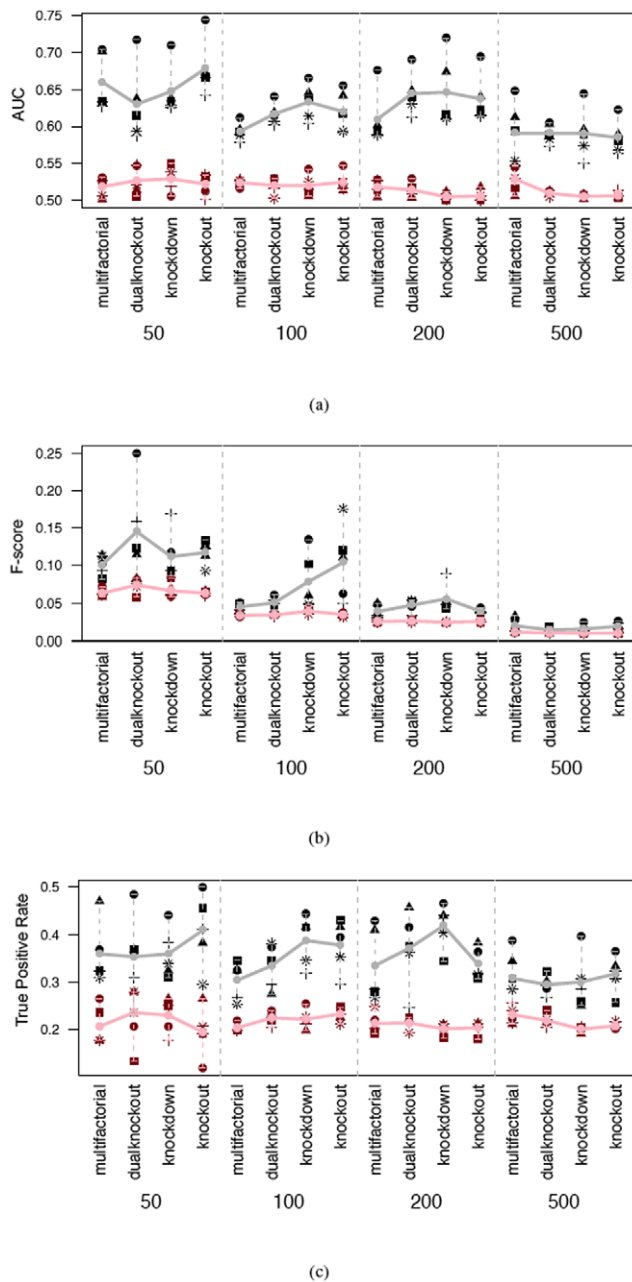 AUC
0.75
0.70
0.65
0.60
0.55
0.50
multifactorial dualknockout knockdown knockout multifactorial dualknockout knockdown knockout multifactorial dualknockout knockdown knockout multifactorial dualknockout knockdown knockout
50 100 200 500
(a)
F-score
0.25
0.20
0.15
0.10
0.05
0.00
multifactorial dualknockout knockdown knockout multifactorial dualknockout knockdown knockout multifactorial dualknockout knockdown knockout multifactorial dualknockout knockdown knockout
50 100 200 500
(b)
True Positive Rate
0.5
0.4
0.3
0.2
multifactorial dualknockout knockdown knockout multifactorial dualknockout knockdown knockout multifactorial dualknockout knockdown knockout multifactorial dualknockout knockdown knockout
50 100 200 500
(c)